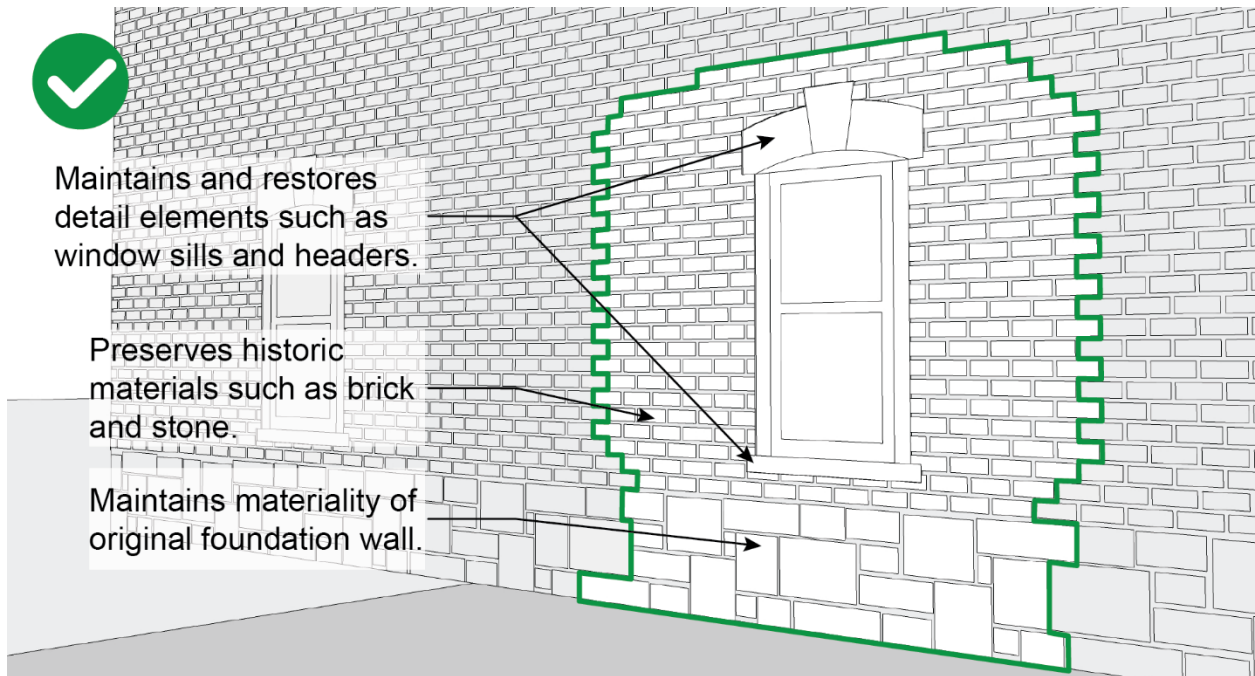 Maintains and restores
detail elements such as
window sills and headers.
Preserves historic
materials such as brick
and stone.
Maintains materiality of
original foundation wall.